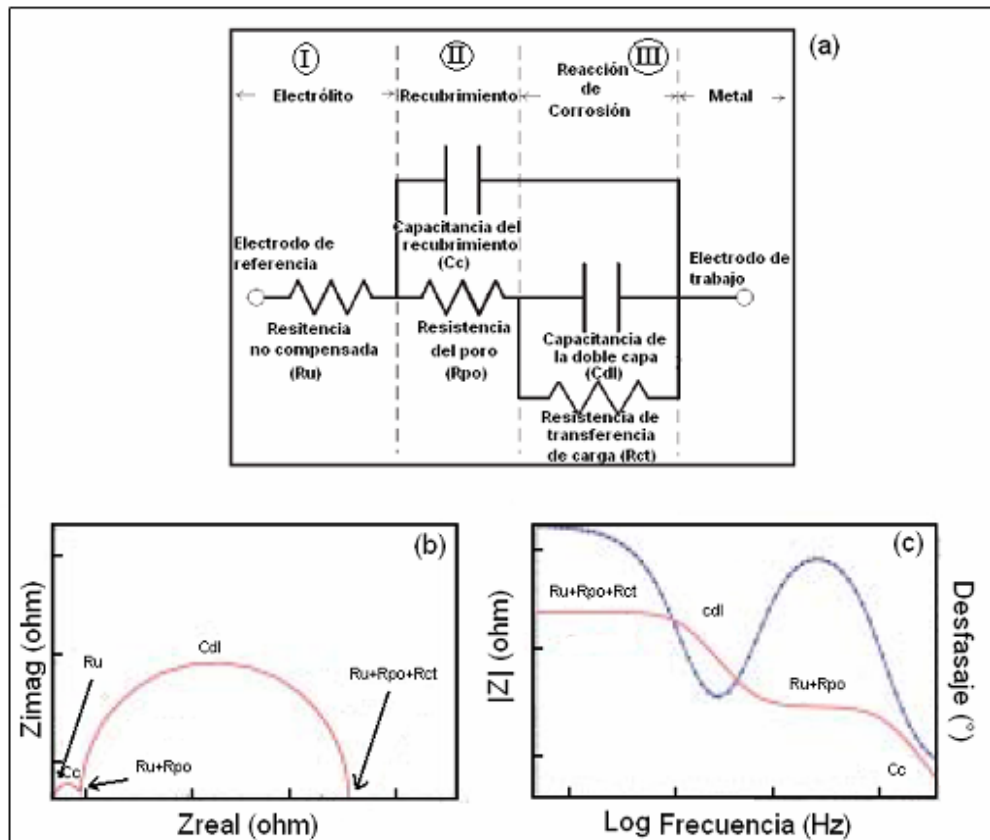 (a)
I
II
III
Electrólito
Recubrimiento
Reacción
de
Corrosión
Metal
Capacitancia del
recubrimiento
(Cc)
Electrodo de
referencia
Electrodo de
trabajo
Resitencia
no compensada
(Ru)
Resistencia
del poro
(Rpo)
Capacitancia de
la doble capa
(Cdl)
Resistencia de
transferencia
de carga (Rct)
(b)
Zimag (ohm)
Cdl
Ru
Ru+Rpo+Rct
Cc
Ru+Rpo
Zreal (ohm)
(c)
|Z| (ohm)
Ru+Rpo+Rct
cdl
Ru+Rpo
Cc
Desfasaje (°)
Log Frecuencia (Hz)